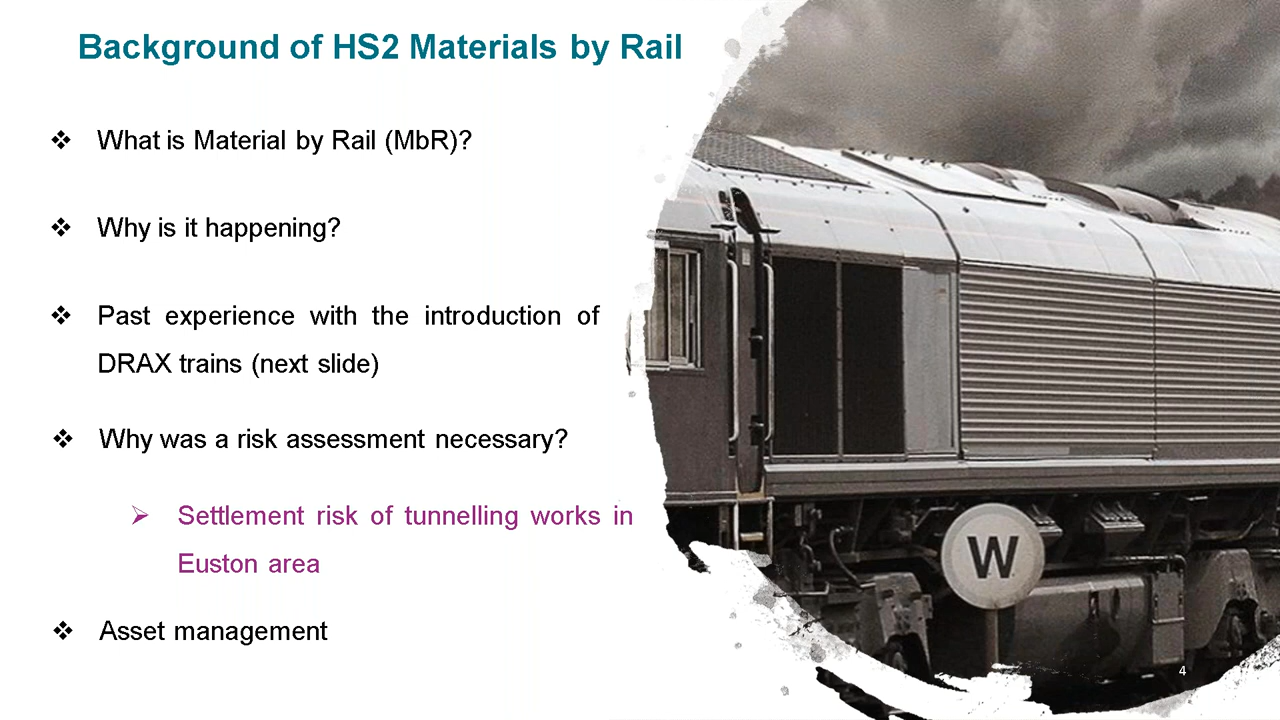 Background of HS2 Materials by Rail
❖ What is Material by Rail (MbR)?
❖ Why is it happening?
❖ Past experience with the introduction of
DRAX trains (next slide)
❖ Why was a risk assessment necessary?
➢ Settlement risk of tunnelling works in
Euston area
❖ Asset management
W
4